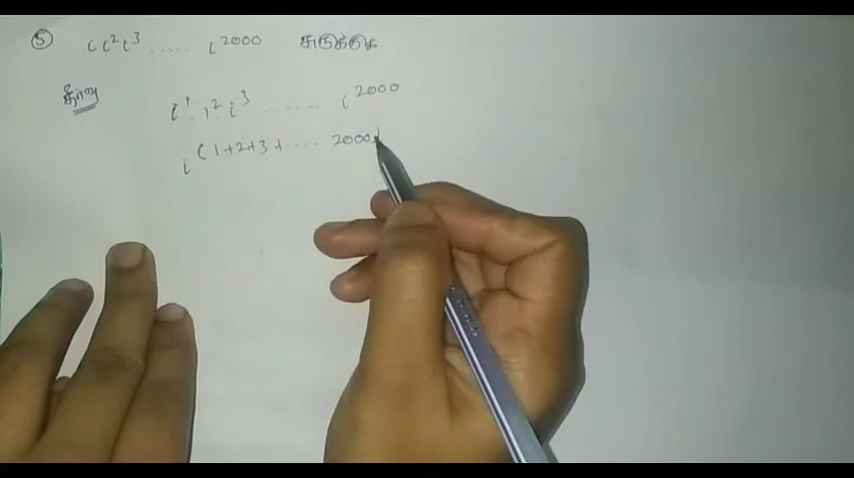 ⑤ i i² i³ ..... i²⁰⁰⁰ சுருக்கு
தீர்வு
i¹ . i² . i³ ....... i²⁰⁰⁰
i^(1+2+3+.... 2000)